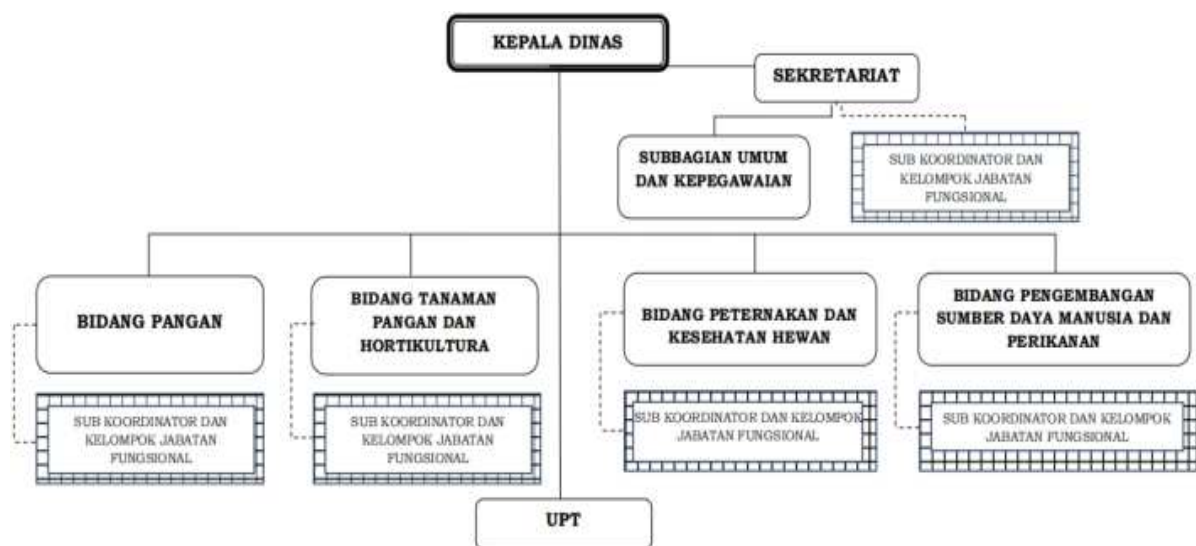 KEPALA DINAS
SEKRETARIAT
SUBBAGIAN UMUM
DAN KEPEGAWAIAN
SUB KOORDINATOR DAN
KELOMPOK JABATAN
FUNGSIONAL
BIDANG PANGAN
BIDANG TANAMAN
PANGAN DAN
HORTIKULTURA
BIDANG PETERNAKAN DAN
KESEHATAN HEWAN
BIDANG PENGEMBANGAN
SUMBER DAYA MANUSIA DAN
PERIKANAN
SUB KOORDINATOR DAN
KELOMPOK JABATAN
FUNGSIONAL
SUB KOORDINATOR DAN
KELOMPOK JABATAN
FUNGSIONAL
SUB KOORDINATOR DAN KELOMPOK
JABATAN FUNGSIONAL
SUB KOORDINATOR DAN KELOMPOK
JABATAN FUNGSIONAL
UPT